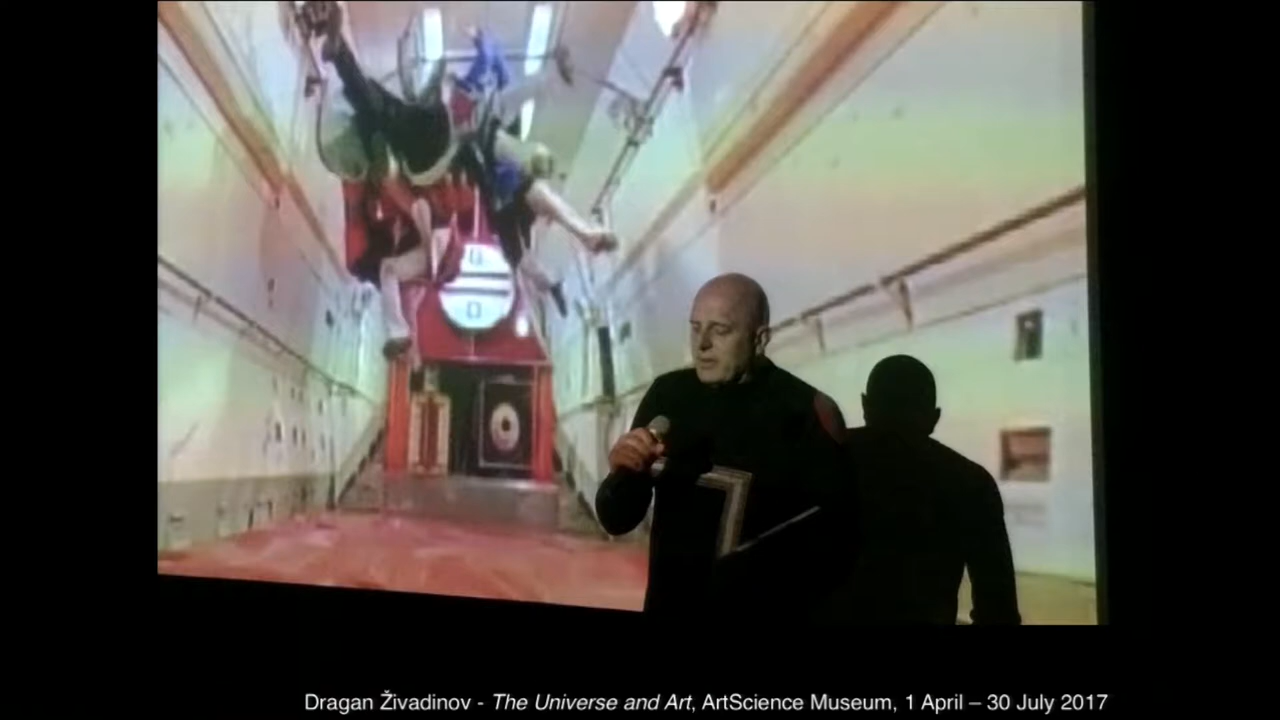 Dragan Živadinov - The Universe and Art, ArtScience Museum, 1 April – 30 July 2017